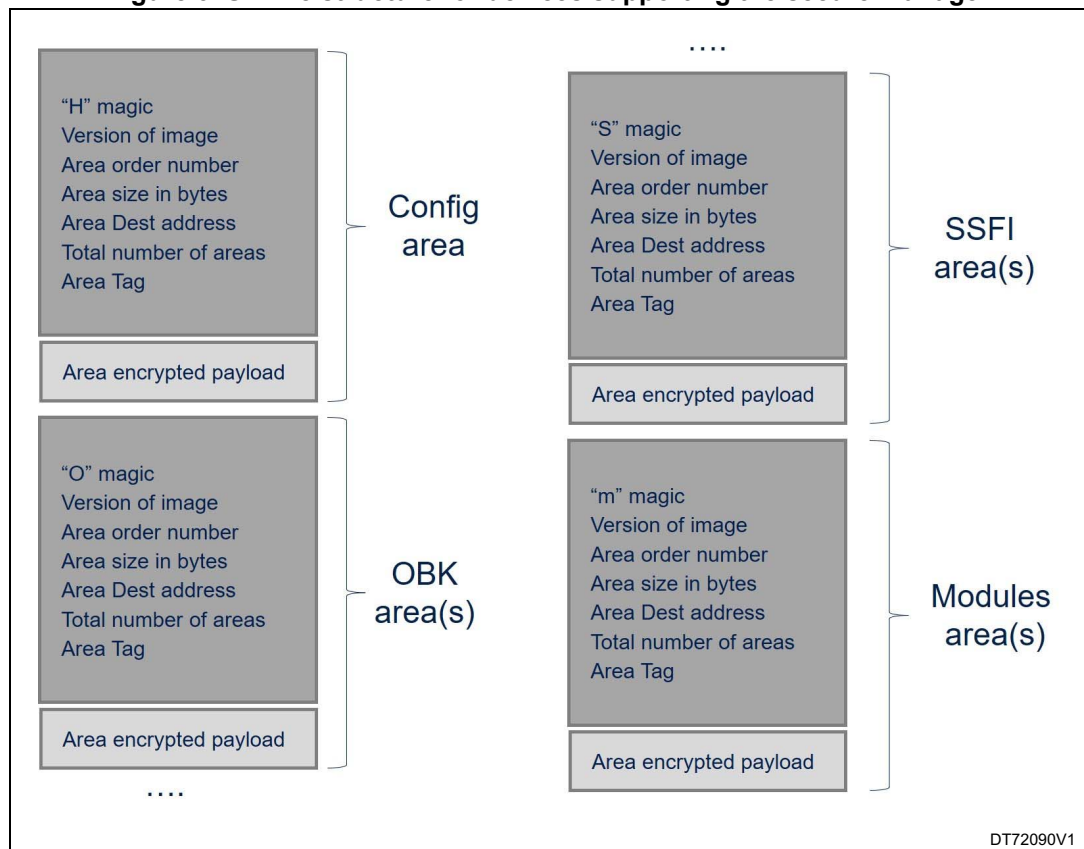 "H" magic
Version of image
Area order number
Area size in bytes
Area Dest address
Total number of areas
Area Tag
Area encrypted payload
Config
area
"O" magic
Version of image
Area order number
Area size in bytes
Area Dest address
Total number of areas
Area Tag
Area encrypted payload
OBK
area(s)
....
....
"S" magic
Version of image
Area order number
Area size in bytes
Area Dest address
Total number of areas
Area Tag
Area encrypted payload
SSFI
area(s)
"m" magic
Version of image
Area order number
Area size in bytes
Area Dest address
Total number of areas
Area Tag
Area encrypted payload
Modules
area(s)
DT72090V1